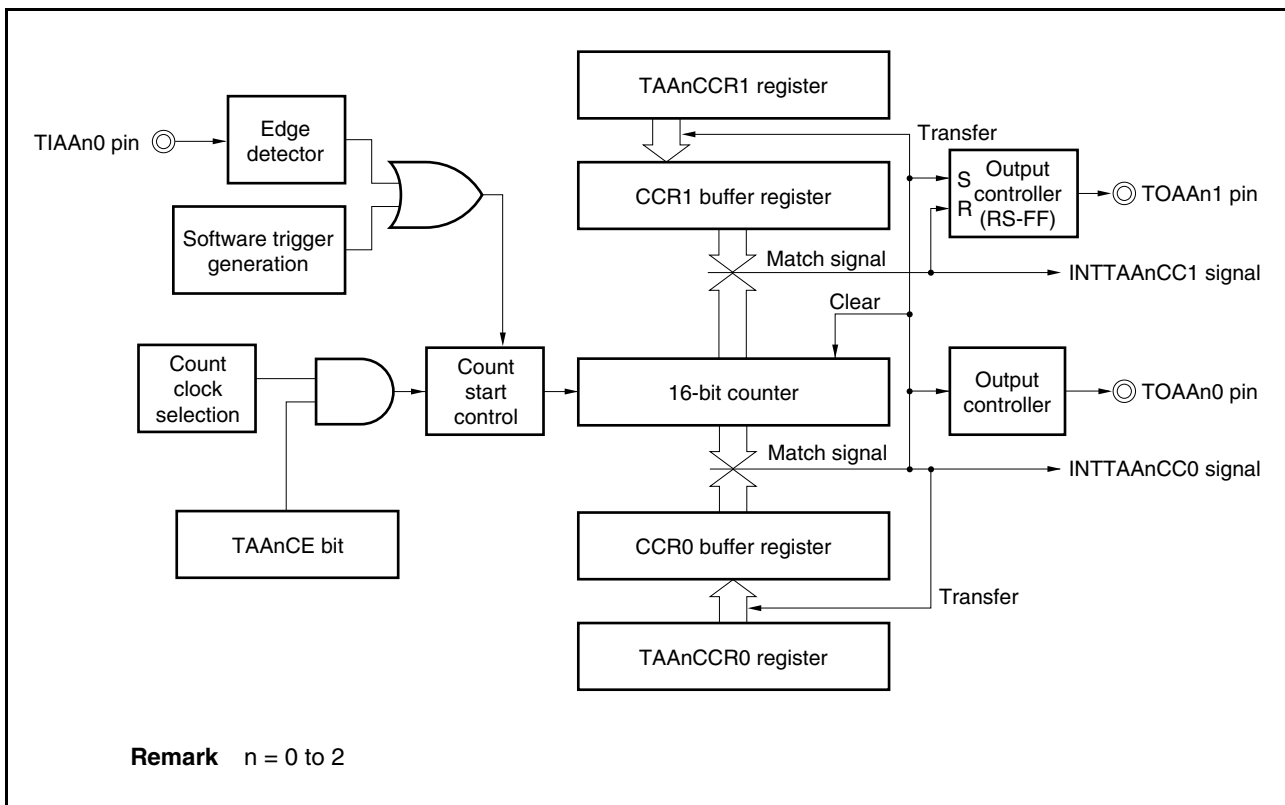 TAAnCCR1 register
TIAAn0 pin
Edge
detector
Transfer
CCR1 buffer register
S
R
Output
controller
(RS-FF)
TOAAn1 pin
Software trigger
generation
Match signal
INTTAAnCC1 signal
Clear
Count
clock
selection
Count
start
control
16-bit counter
Output
controller
TOAAn0 pin
Match signal
INTTAAnCC0 signal
TAAnCE bit
CCR0 buffer register
Transfer
TAAnCCR0 register
Remark n = 0 to 2